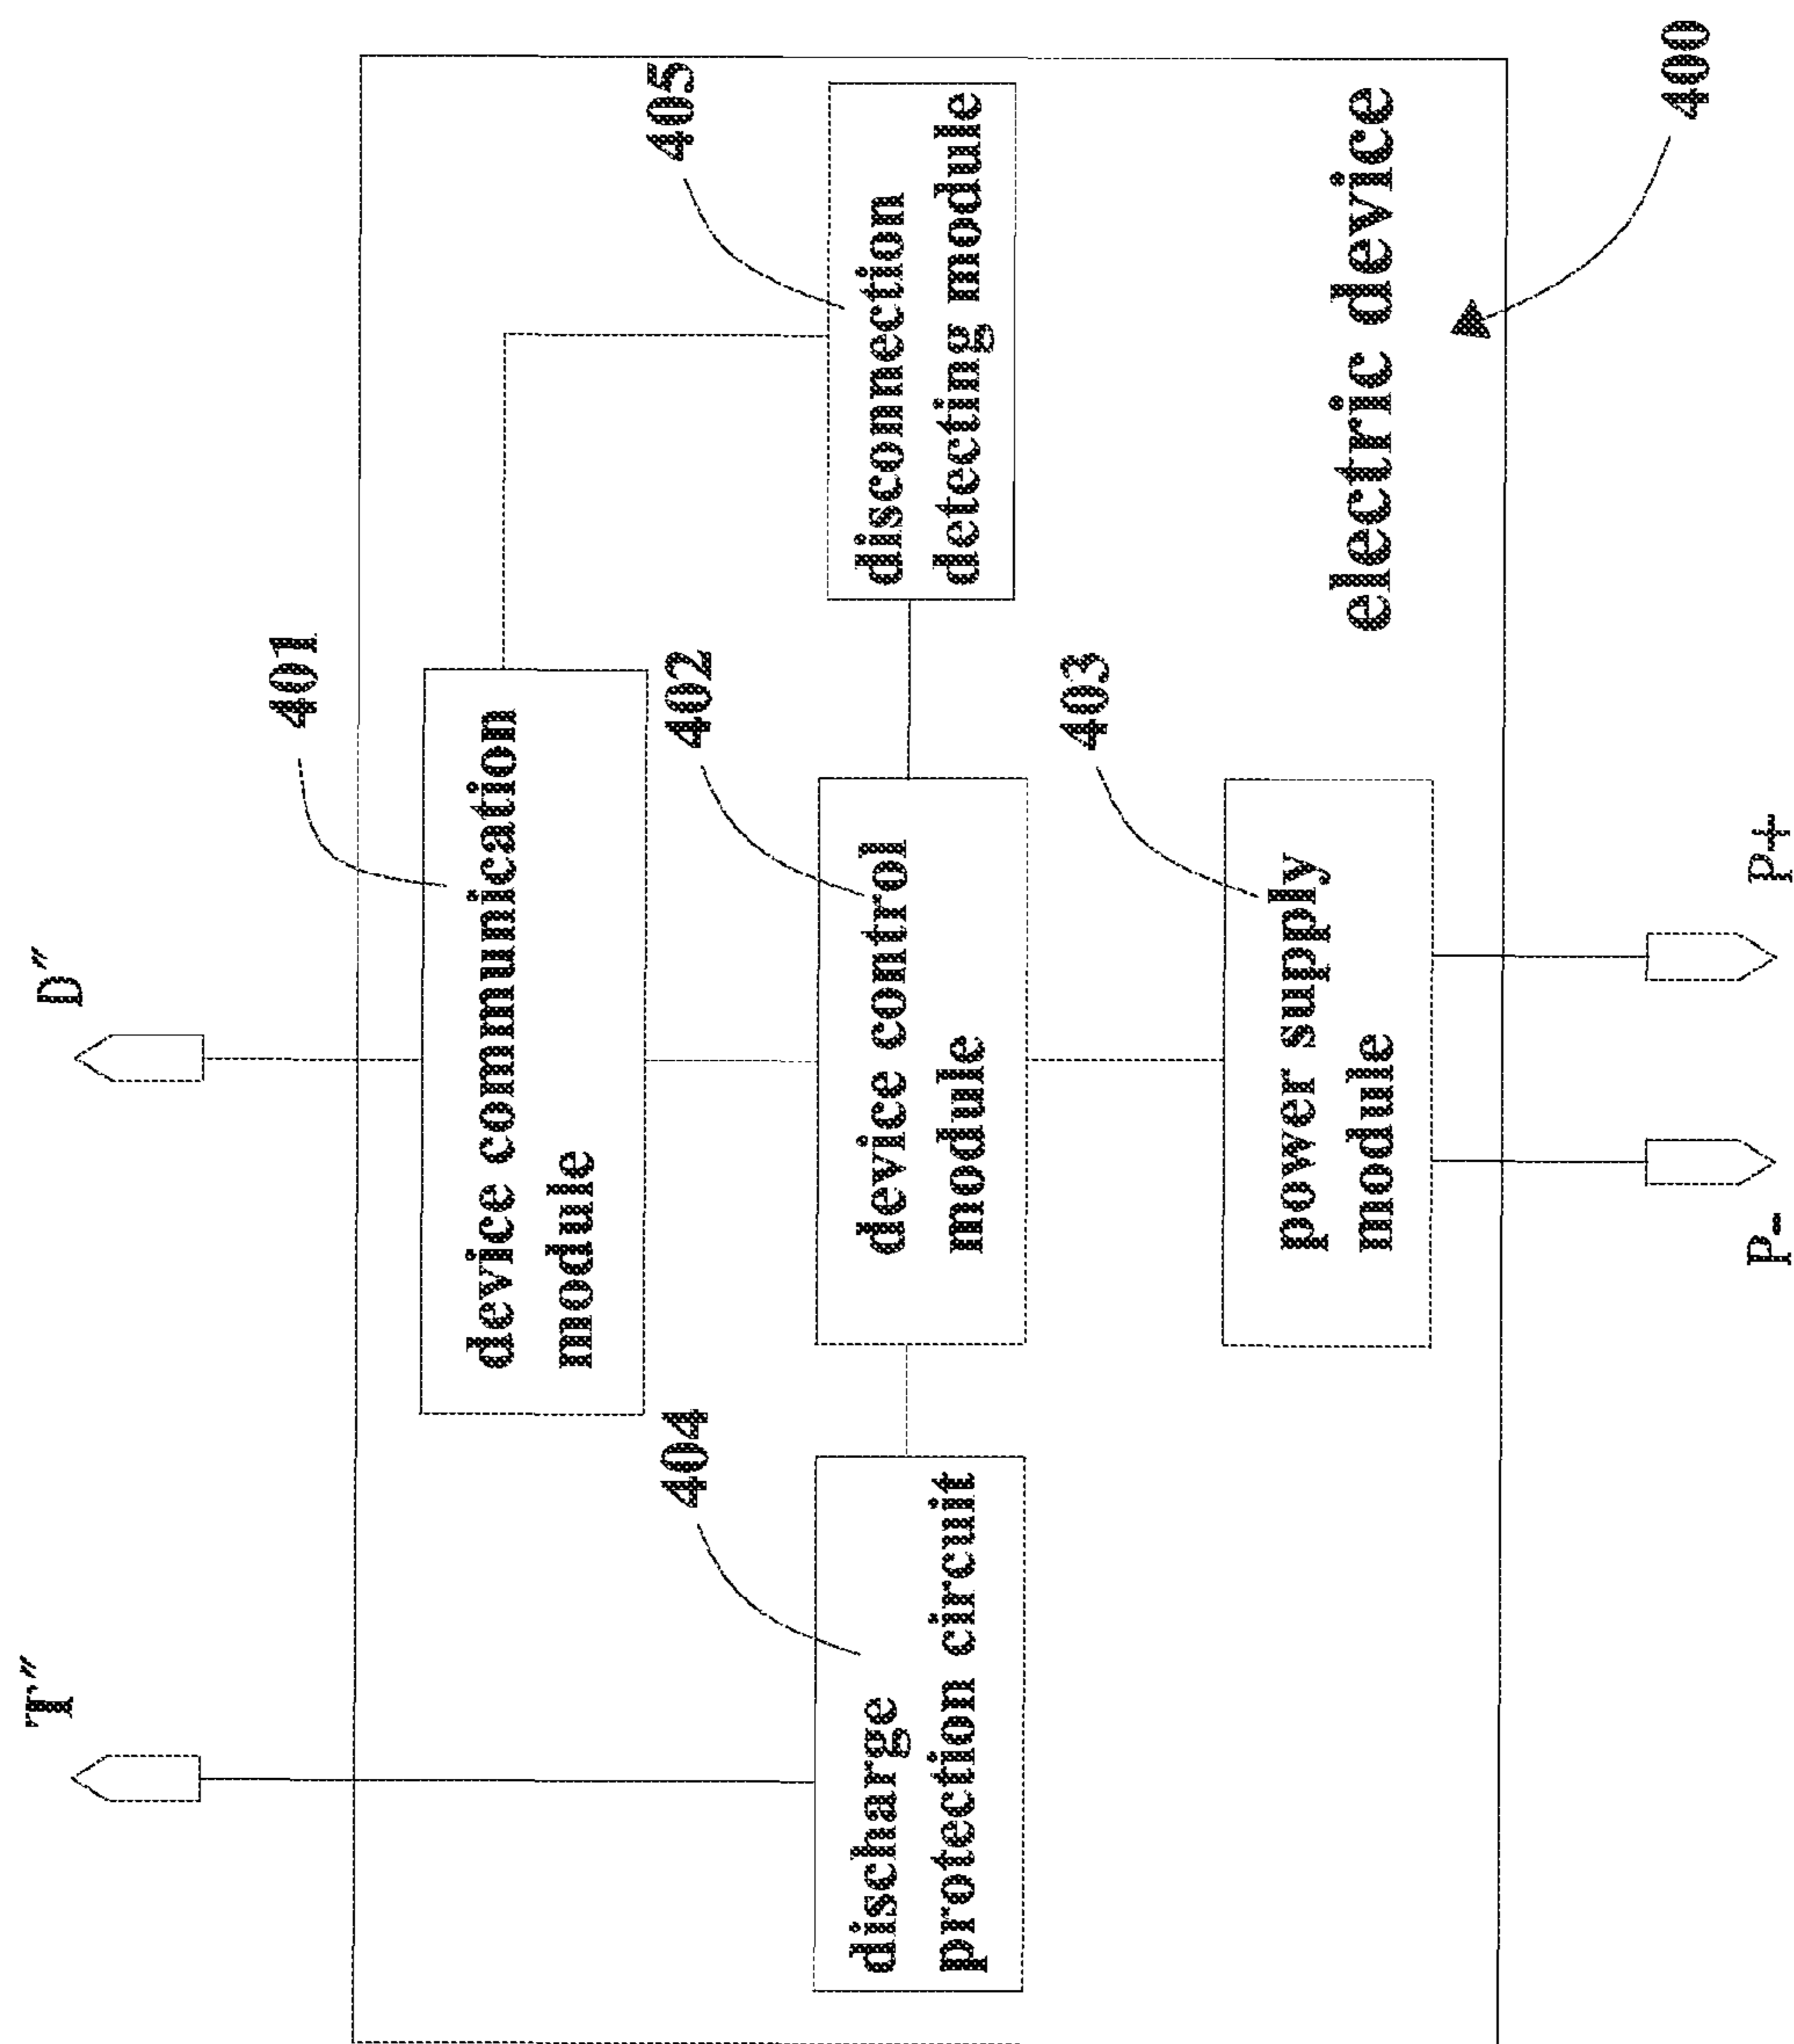 T″
D″
404
401
405
device communication
module
402
discharge
protection circuit
device control
module
disconnection
detecting module
403
power supply
module
electric device
400
P-
P+